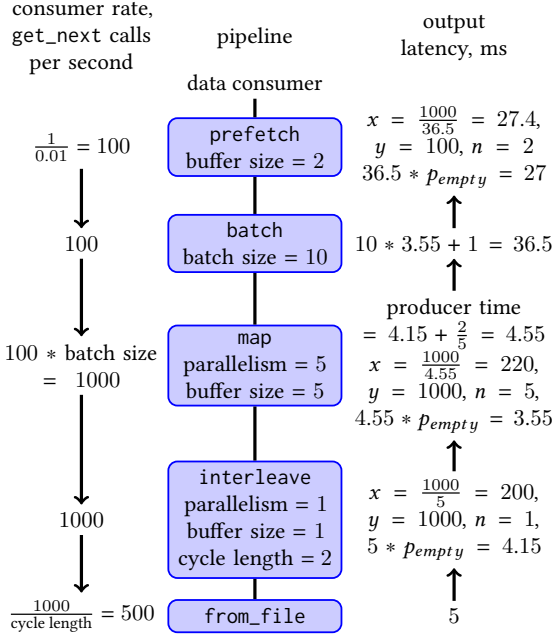 consumer rate,
get_next calls
per second
pipeline
output
latency, ms
data consumer
1/0.01 = 100
prefetch
buffer size = 2
x = 1000/36.5 = 27.4,
y = 100, n = 2
36.5 * p_empty = 27
100
batch
batch size = 10
10 * 3.55 + 1 = 36.5
100 * batch size
= 1000
map
parallelism = 5
buffer size = 5
producer time
= 4.15 + 2/5 = 4.55
x = 1000/4.55 = 220,
y = 1000, n = 5,
4.55 * p_empty = 3.55
1000
interleave
parallelism = 1
buffer size = 1
cycle length = 2
x = 1000/5 = 200,
y = 1000, n = 1,
5 * p_empty = 4.15
1000/cycle length = 500
from_file
5